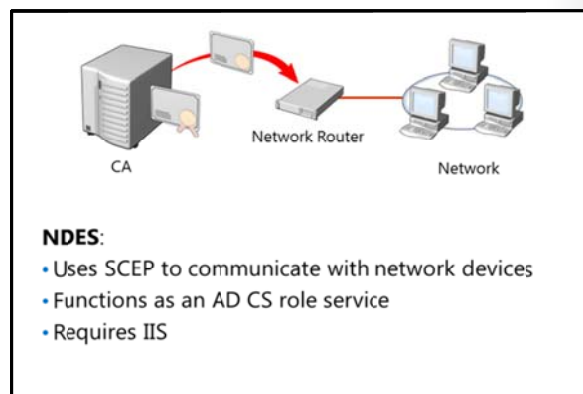 CA
Network Router
Network
NDES:
• Uses SCEP to communicate with network devices
• Functions as an AD CS role service
• Requires IIS